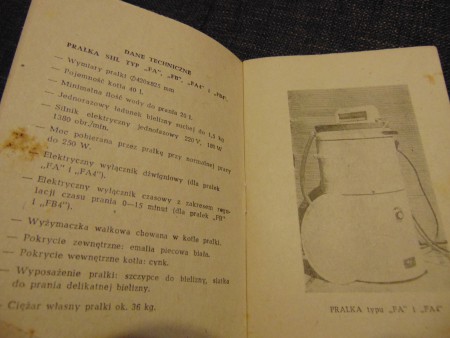 DANE TECHNICZNE
PRALKA SHL TYP „FA", „FB", „FA4" i „FB4"
— Wymiary pralki ∅420×825 mm
— Pojemność kotła 40 l.
— Minimalna ilość wody do prania 20 l.
— Jednorazowy ładunek bielizny suchej do 1,5 kg
— Silnik elektryczny jednofazowy 220 V, 180 W
1380 obr./min.
— Moc pobierana przez pralkę przy normalnej pracy
do 250 W.
— Elektryczny wyłącznik dźwigniowy (dla pralek
„FA" i „FA4").
— Elektryczny wyłącznik czasowy z zakresem regu-
lacji czasu prania 0—15 minut (dla pralek „FB"
i „FB4").
— Wyżymaczka wałkowa chowana w kotle pralki.
— Pokrycie zewnętrzne: emalia piecowa biała.
— Pokrycie wewnętrzne kotła: cynk.
— Wyposażenie pralki: szczypce do bielizny, siatka
do prania delikatnej bielizny.
— Ciężar własny pralki ok. 36 kg.
PRALKA typu „FA" i „FA4"